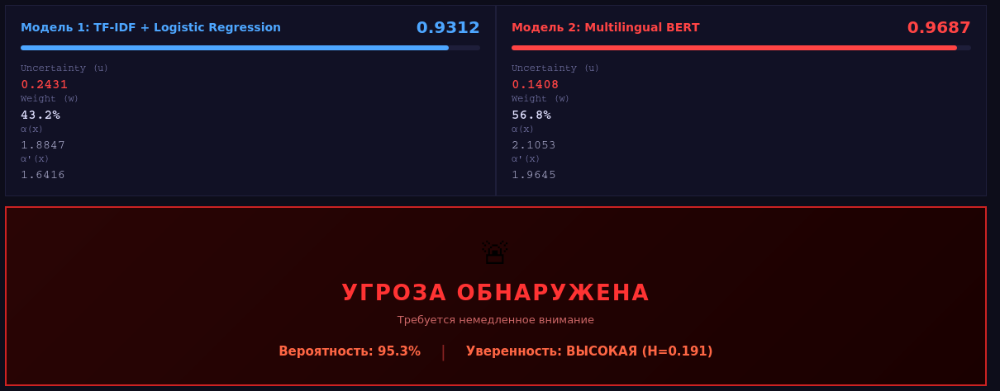 Модель 1: TF-IDF + Logistic Regression 0.9312
Uncertainty (u)
0.2431
Weight (w)
43.2%
α(x)
1.8847
α'(x)
1.6416
Модель 2: Multilingual BERT 0.9687
Uncertainty (u)
0.1408
Weight (w)
56.8%
α(x)
2.1053
α'(x)
1.9645
УГРОЗА ОБНАРУЖЕНА
Требуется немедленное внимание
Вероятность: 95.3% | Уверенность: ВЫСОКАЯ (H=0.191)